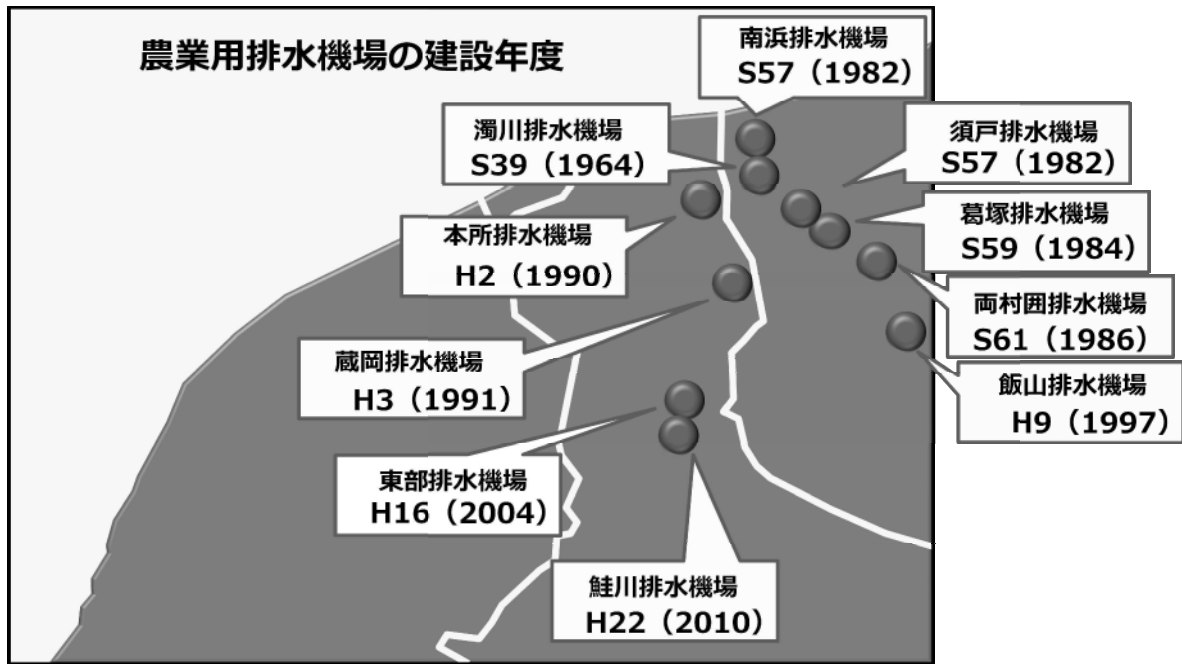 農業用排水機場の建設年度
南浜排水機場
S57（1982）
濁川排水機場
S39（1964）
須戸排水機場
S57（1982）
本所排水機場
H2（1990）
葛塚排水機場
S59（1984）
両村囲排水機場
S61（1986）
蔵岡排水機場
H3（1991）
飯山排水機場
H9（1997）
東部排水機場
H16（2004）
鮭川排水機場
H22（2010）